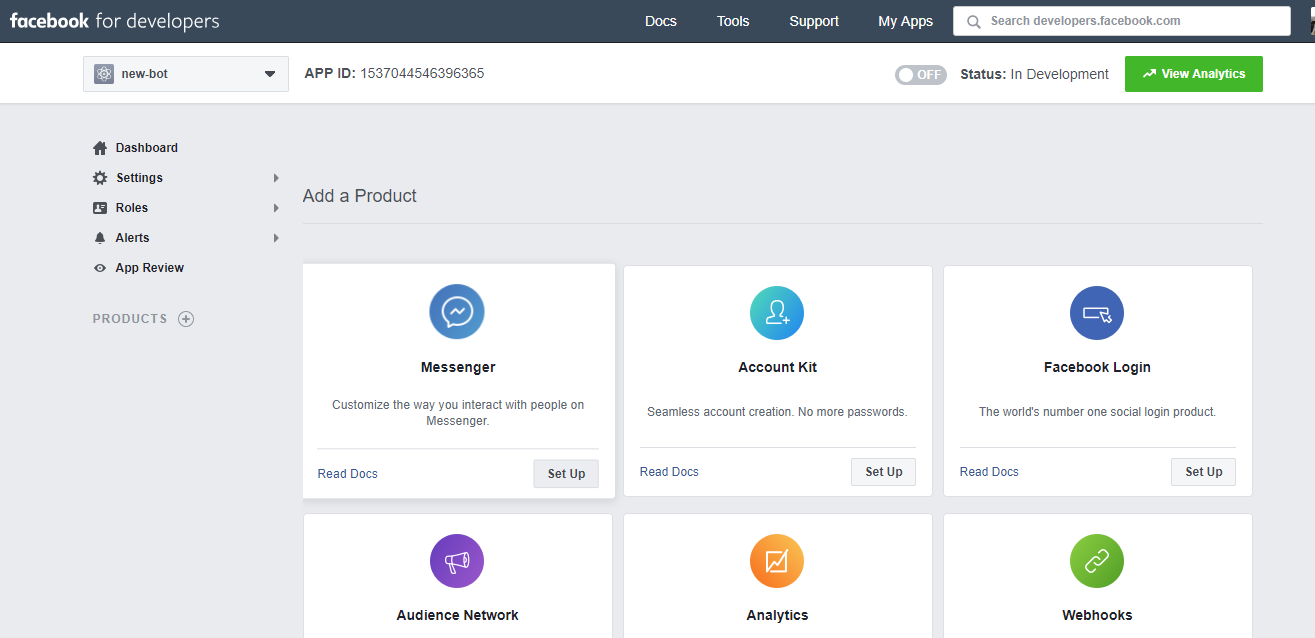 facebook for developers
Docs
Tools
Support
My Apps
Search developers.facebook.com
new-bot
APP ID: 1537044546396365
OFF
Status: In Development
View Analytics
Dashboard
Settings
Roles
Alerts
App Review
PRODUCTS
Add a Product
Messenger
Customize the way you interact with people on
Messenger.
Read Docs
Set Up
Account Kit
Seamless account creation. No more passwords.
Read Docs
Set Up
Facebook Login
The world's number one social login product.
Read Docs
Set Up
Audience Network
Analytics
Webhooks